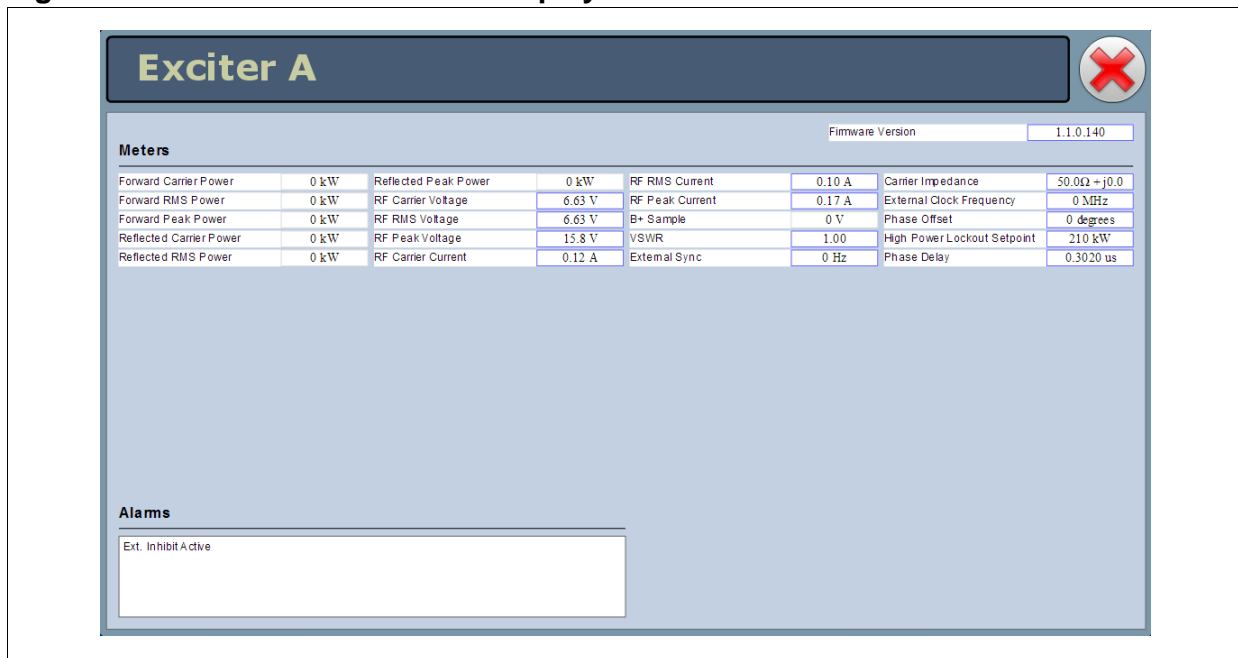 Exciter A
Firmware Version 1.1.0.140
Meters
Forward Carrier Power 0 kW Reflected Peak Power 0 kW RF RMS Current 0.10 A Carrier Impedance 50.0Ω +j0.0
Forward RMS Power 0 kW RF Carrier Voltage 6.63 V RF Peak Current 0.17 A External Clock Frequency 0 MHz
Forward Peak Power 0 kW RF RMS Voltage 6.63 V B+ Sample 0 V Phase Offset 0 degrees
Reflected Carrier Power 0 kW RF Peak Voltage 15.8 V VSWR 1.00 High Power Lockout Setpoint 210 kW
Reflected RMS Power 0 kW RF Carrier Current 0.12 A External Sync 0 Hz Phase Delay 0.3020 us
Alarms
Ext. Inhibit Active